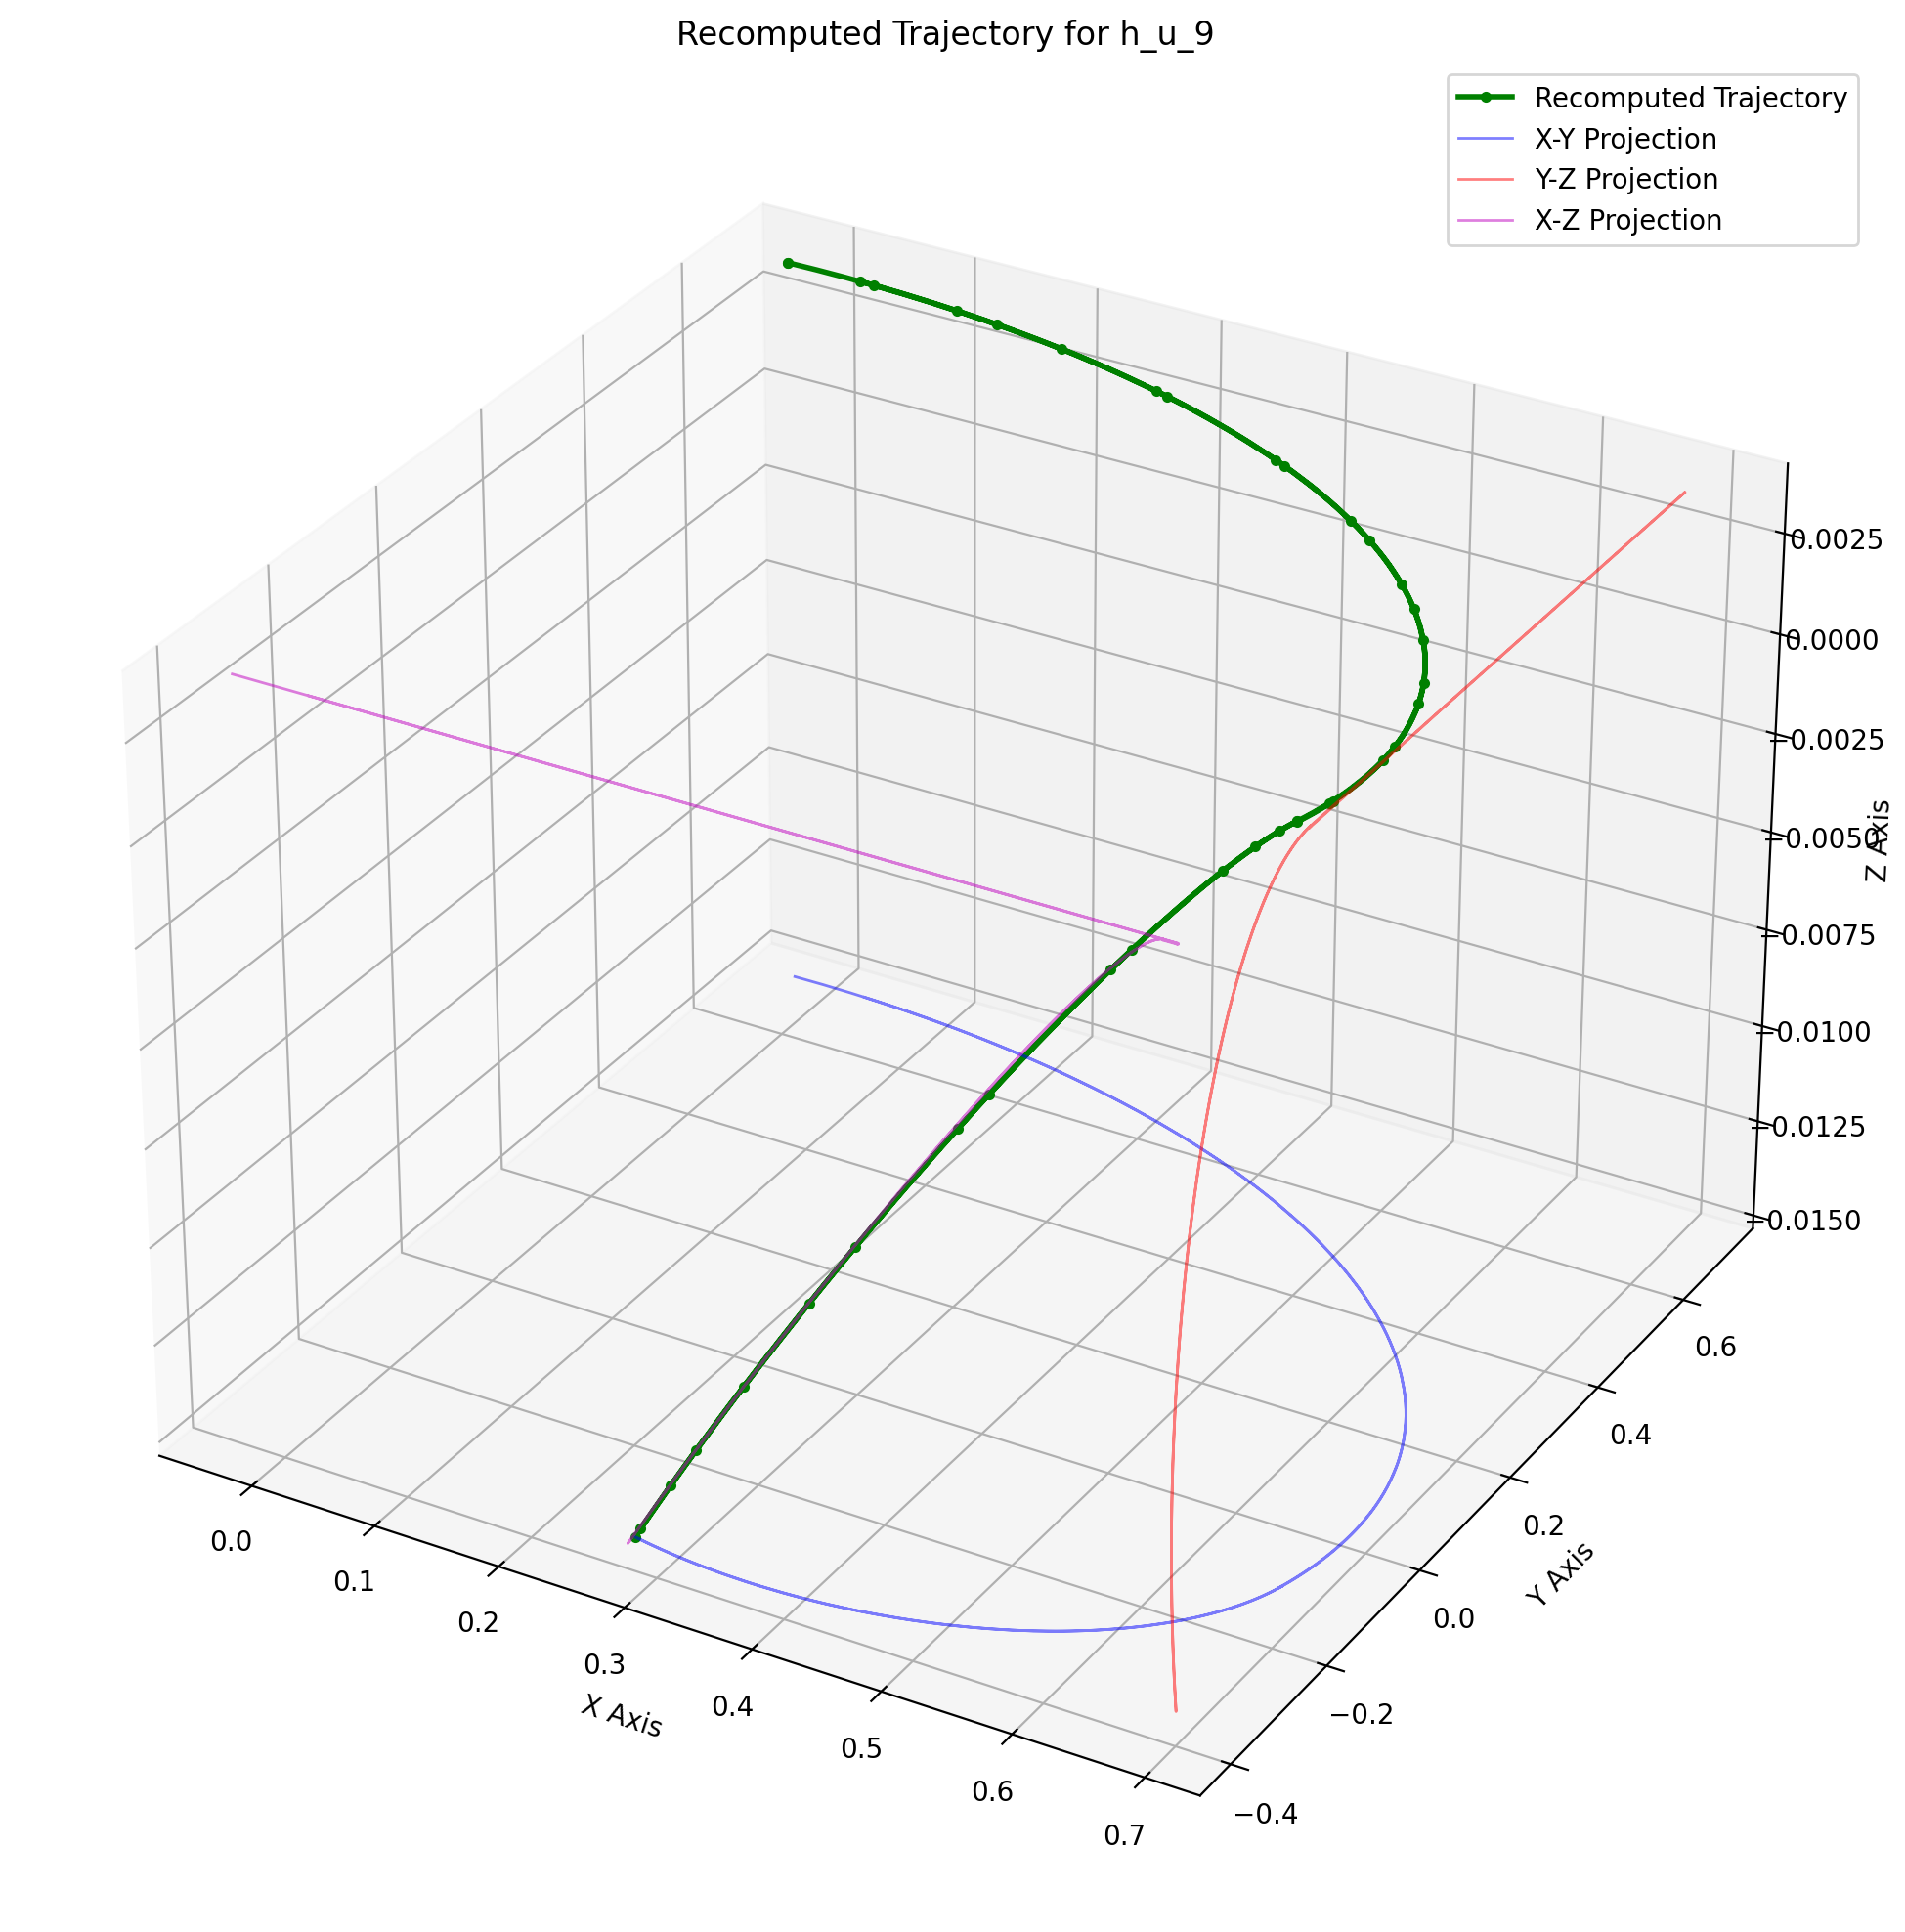 Recomputed Trajectory for h_u_9
Recomputed Trajectory
X-Y Projection
Y-Z Projection
X-Z Projection
0.0025
0.0000
−0.0025
−0.0050
−0.0075
−0.0100
−0.0125
−0.0150
Z Axis
0.6
0.4
0.2
0.0
−0.2
−0.4
Y Axis
0.0
0.1
0.2
0.3
0.4
0.5
0.6
0.7
X Axis